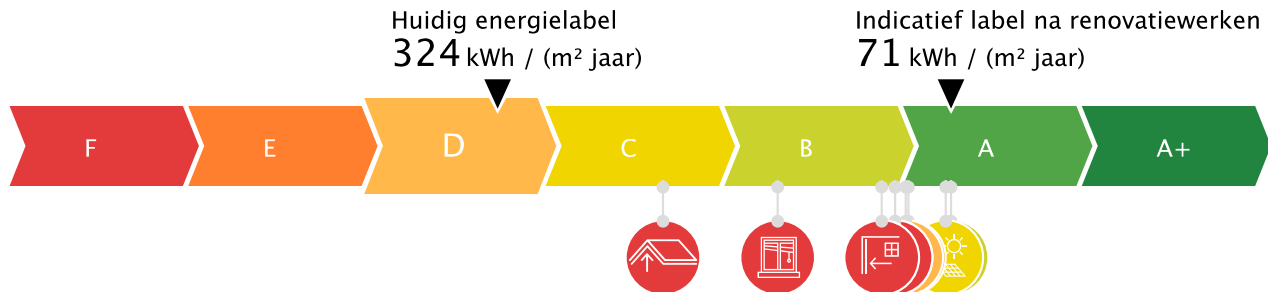 Huidig energielabel
324 kWh / (m² jaar)
Indicatief label na renovatiewerken
71 kWh / (m² jaar)
F E D C B A A+